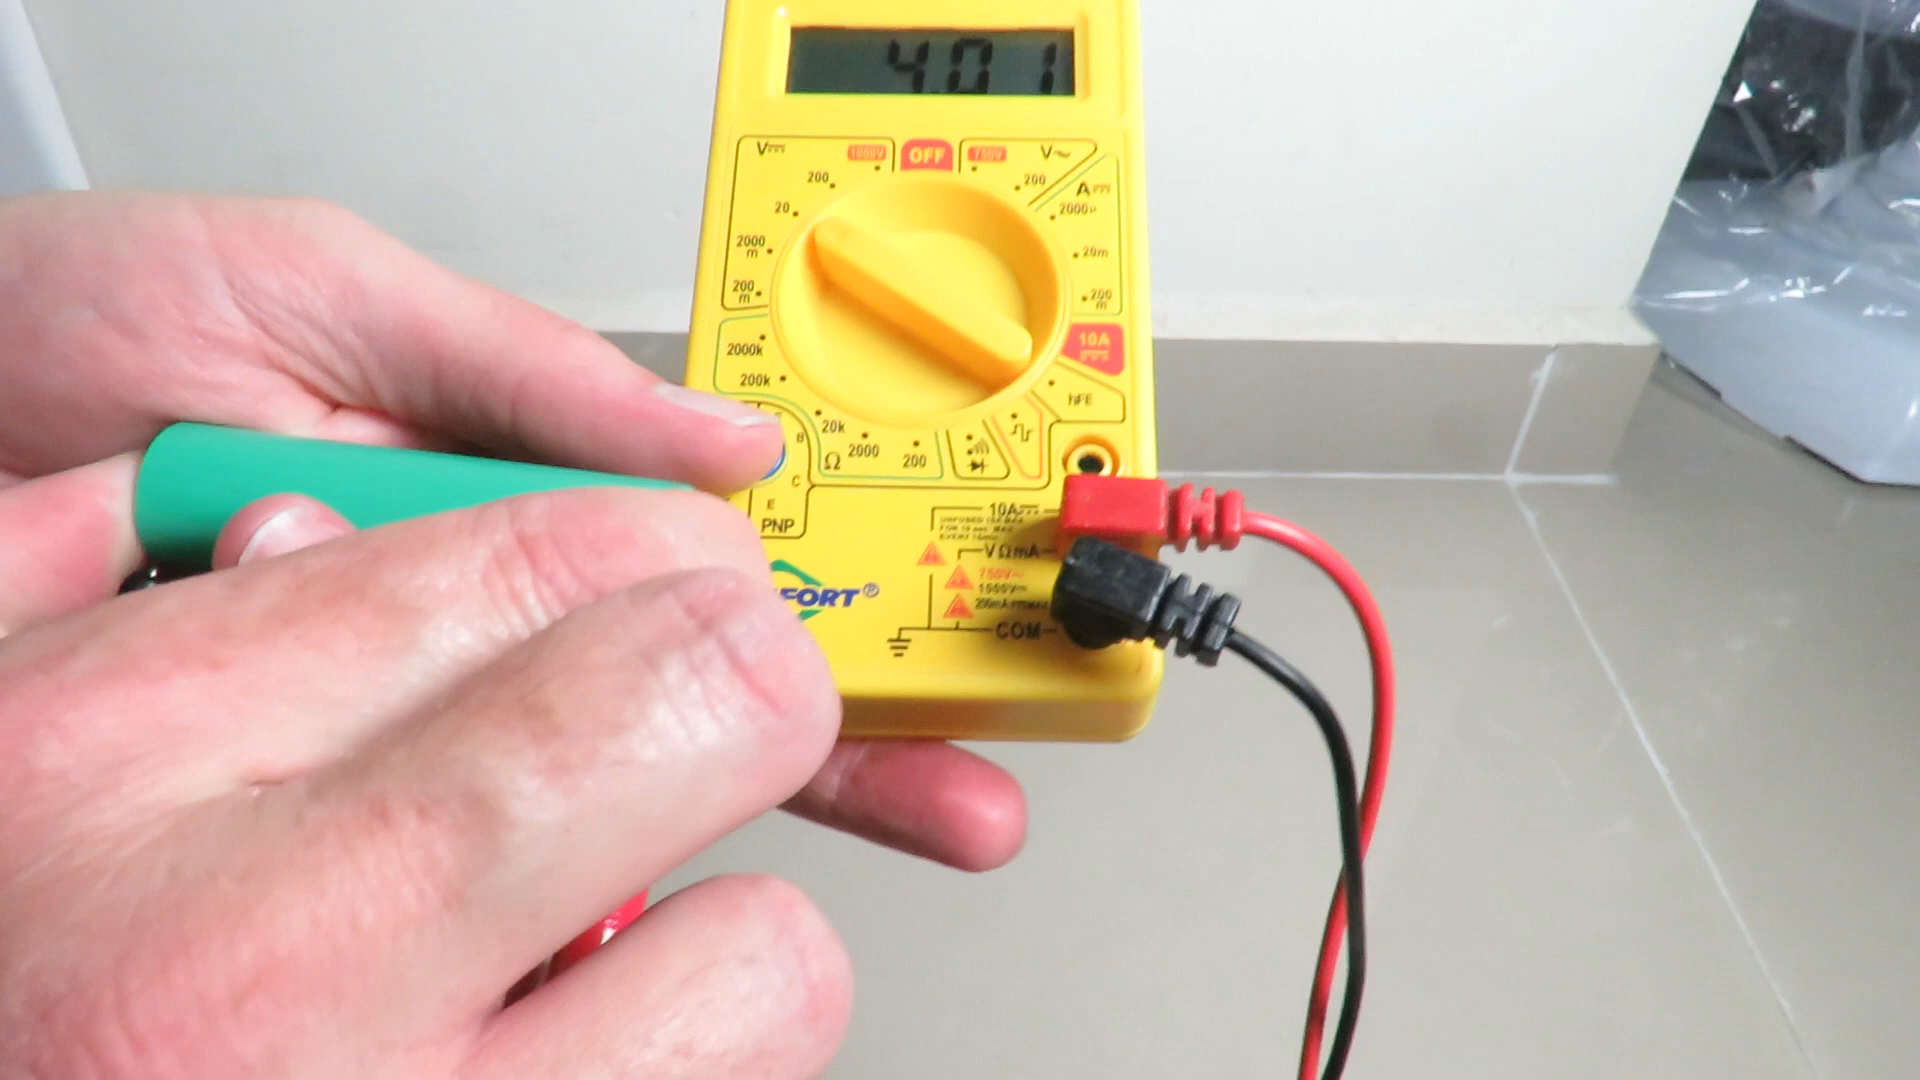 4.01
V 1000V OFF 750V V~
200 200 A
20 2000µ
2000
m 20m
200
m 200
m
2000k 10A
200k hFE
B 20k 2000 200
Ω
C
E
PNP
10A
VΩmA
750V~
1000V
COM
FORT®